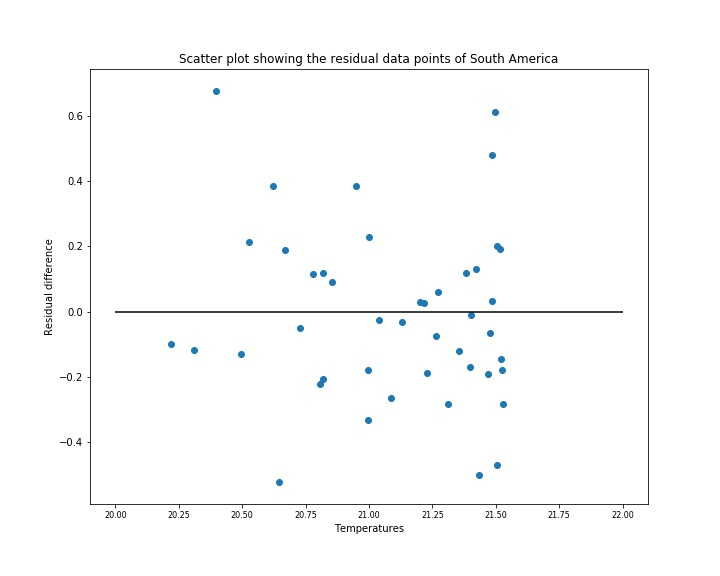 Scatter plot showing the residual data points of South America
0.6
0.4
0.2
0.0
−0.2
−0.4
Residual difference
20.00 20.25 20.50 20.75 21.00 21.25 21.50 21.75 22.00
Temperatures